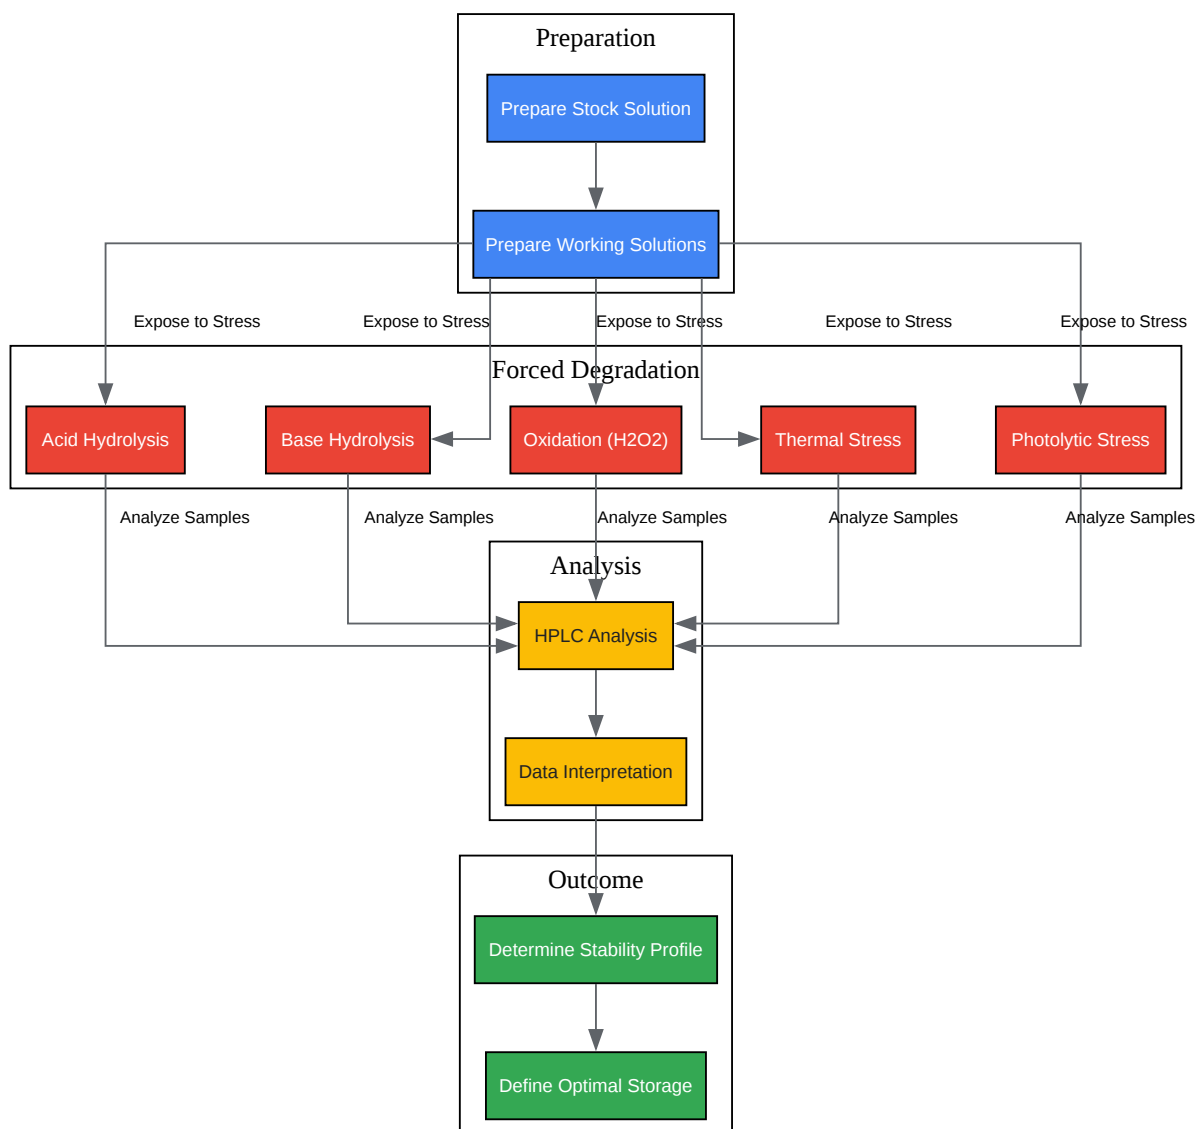 Preparation
Prepare Stock Solution
Prepare Working Solutions
Expose to Stress
Expose to Stress
Expose to Stress
Expose to Stress
Expose to Stress
Forced Degradation
Acid Hydrolysis
Base Hydrolysis
Oxidation (H2O2)
Thermal Stress
Photolytic Stress
Analyze Samples
Analyze Samples
Analyze Samples
Analyze Samples
Analyze Samples
Analysis
HPLC Analysis
Data Interpretation
Outcome
Determine Stability Profile
Define Optimal Storage